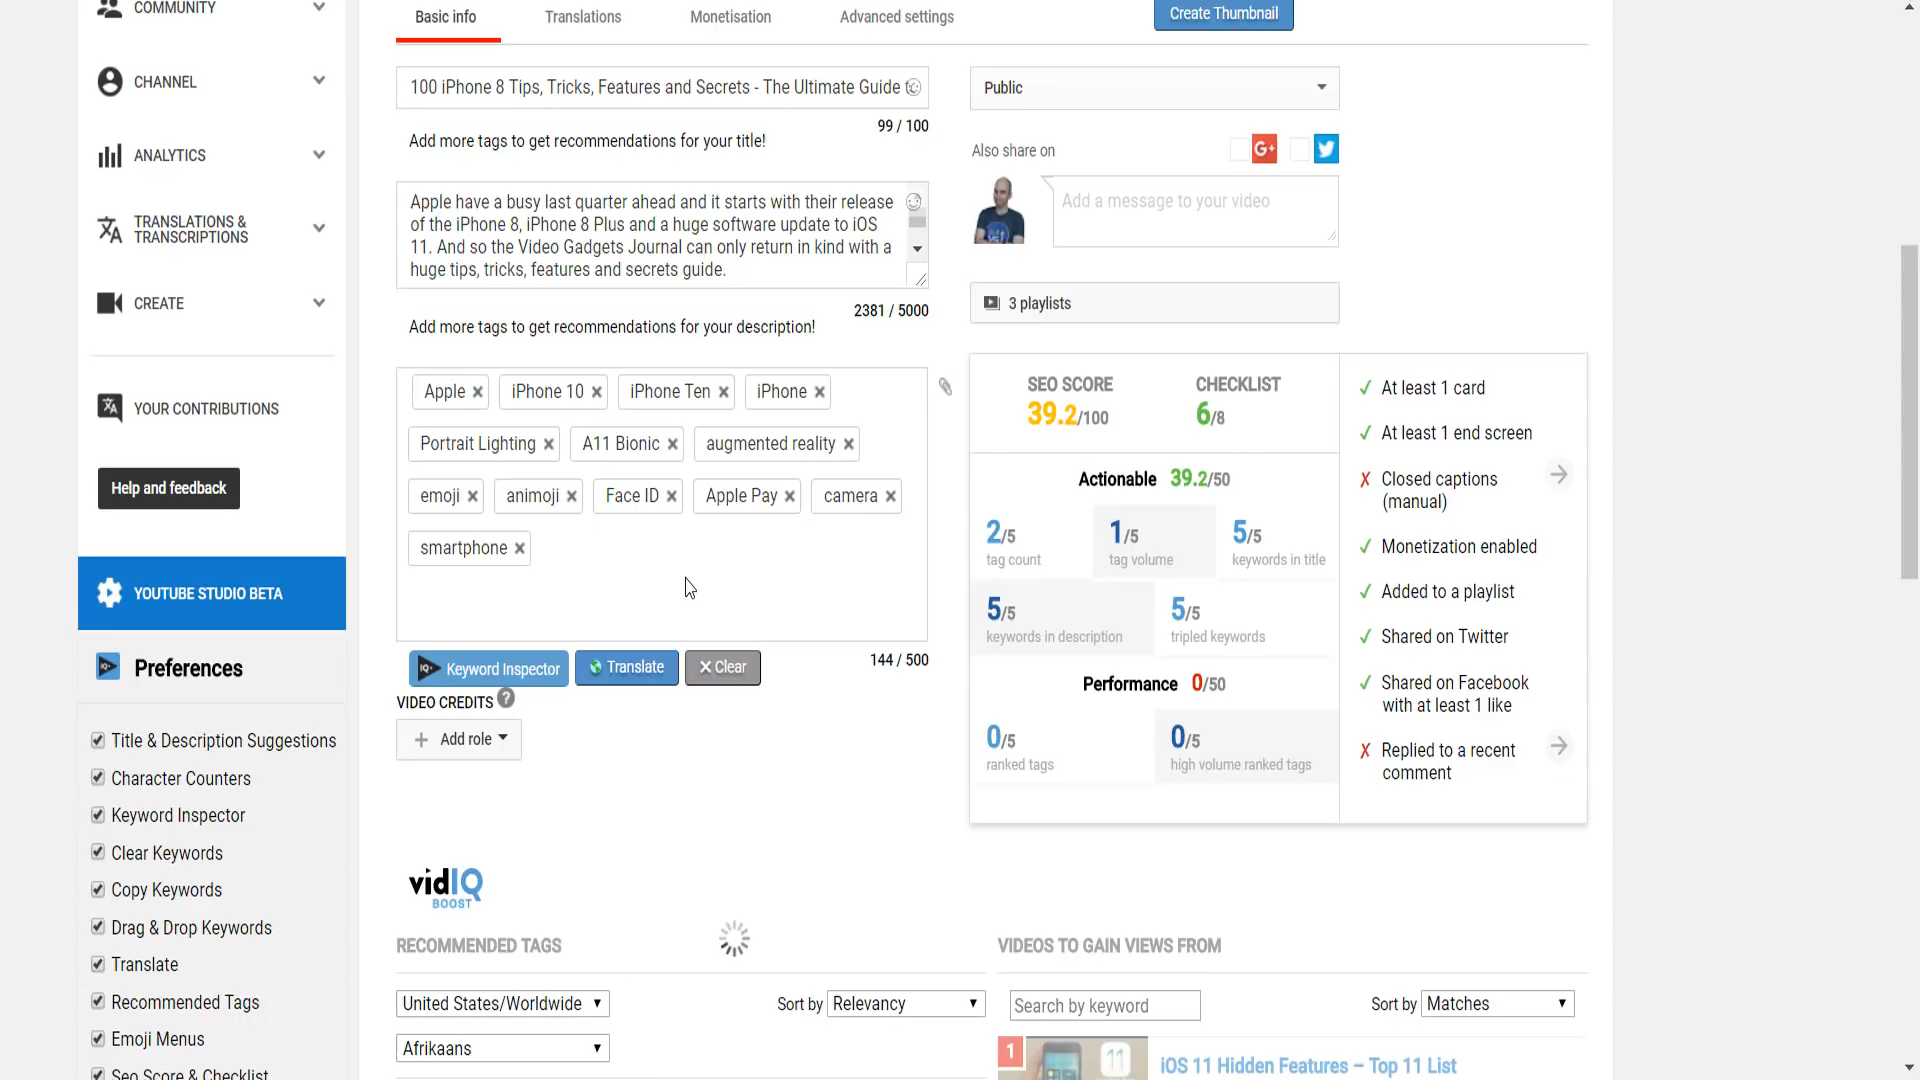 COMMUNITY
CHANNEL
ANALYTICS
TRANSLATIONS &
TRANSCRIPTIONS
CREATE
YOUR CONTRIBUTIONS
Help and feedback
YOUTUBE STUDIO BETA
Preferences
Title & Description Suggestions
Character Counters
Keyword Inspector
Clear Keywords
Copy Keywords
Drag & Drop Keywords
Translate
Recommended Tags
Emoji Menus
Seo Score & Checklist
Basic info Translations Monetisation Advanced settings
Create Thumbnail
100 iPhone 8 Tips, Tricks, Features and Secrets - The Ultimate Guide
99 / 100
Add more tags to get recommendations for your title!
Apple have a busy last quarter ahead and it starts with their release
of the iPhone 8, iPhone 8 Plus and a huge software update to iOS
11. And so the Video Gadgets Journal can only return in kind with a
huge tips, tricks, features and secrets guide.
2381 / 5000
Add more tags to get recommendations for your description!
Apple iPhone 10 iPhone Ten iPhone
Portrait Lighting A11 Bionic augmented reality
emoji animoji Face ID Apple Pay camera
smartphone
IQ+ Keyword Inspector Translate Clear
144 / 500
VIDEO CREDITS ?
+ Add role
Public
Also share on
G+
Add a message to your video
3 playlists
SEO SCORE CHECKLIST
39.2/100 6/8
Actionable 39.2/50
2/5 1/5 5/5
tag count tag volume keywords in title
5/5 5/5
keywords in description tripled keywords
Performance 0/50
0/5 0/5
ranked tags high volume ranked tags
At least 1 card
At least 1 end screen
Closed captions
(manual)
Monetization enabled
Added to a playlist
Shared on Twitter
Shared on Facebook
with at least 1 like
Replied to a recent
comment
vidIQ
BOOST
RECOMMENDED TAGS
United States/Worldwide
Sort by Relevancy
Afrikaans
VIDEOS TO GAIN VIEWS FROM
Search by keyword
Sort by Matches
1
11
iOS 11 Hidden Features – Top 11 List